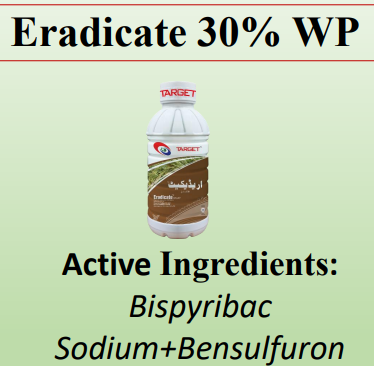 Eradicate 30% WP
TARGET
TARGET
اریڈیکیٹ
Eradicate
Active Ingredients:
Bispyribac
Sodium+Bensulfuron